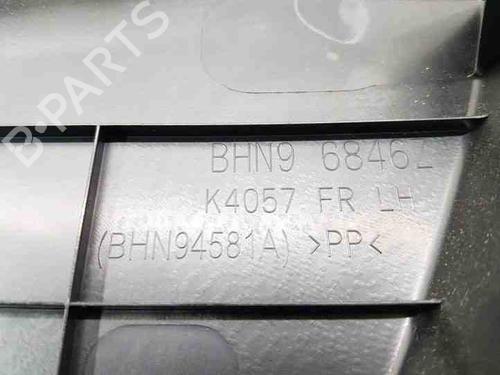 B-PARTS
BHN9 6846
K4057 FR LH
(BHN94581A) >PP<